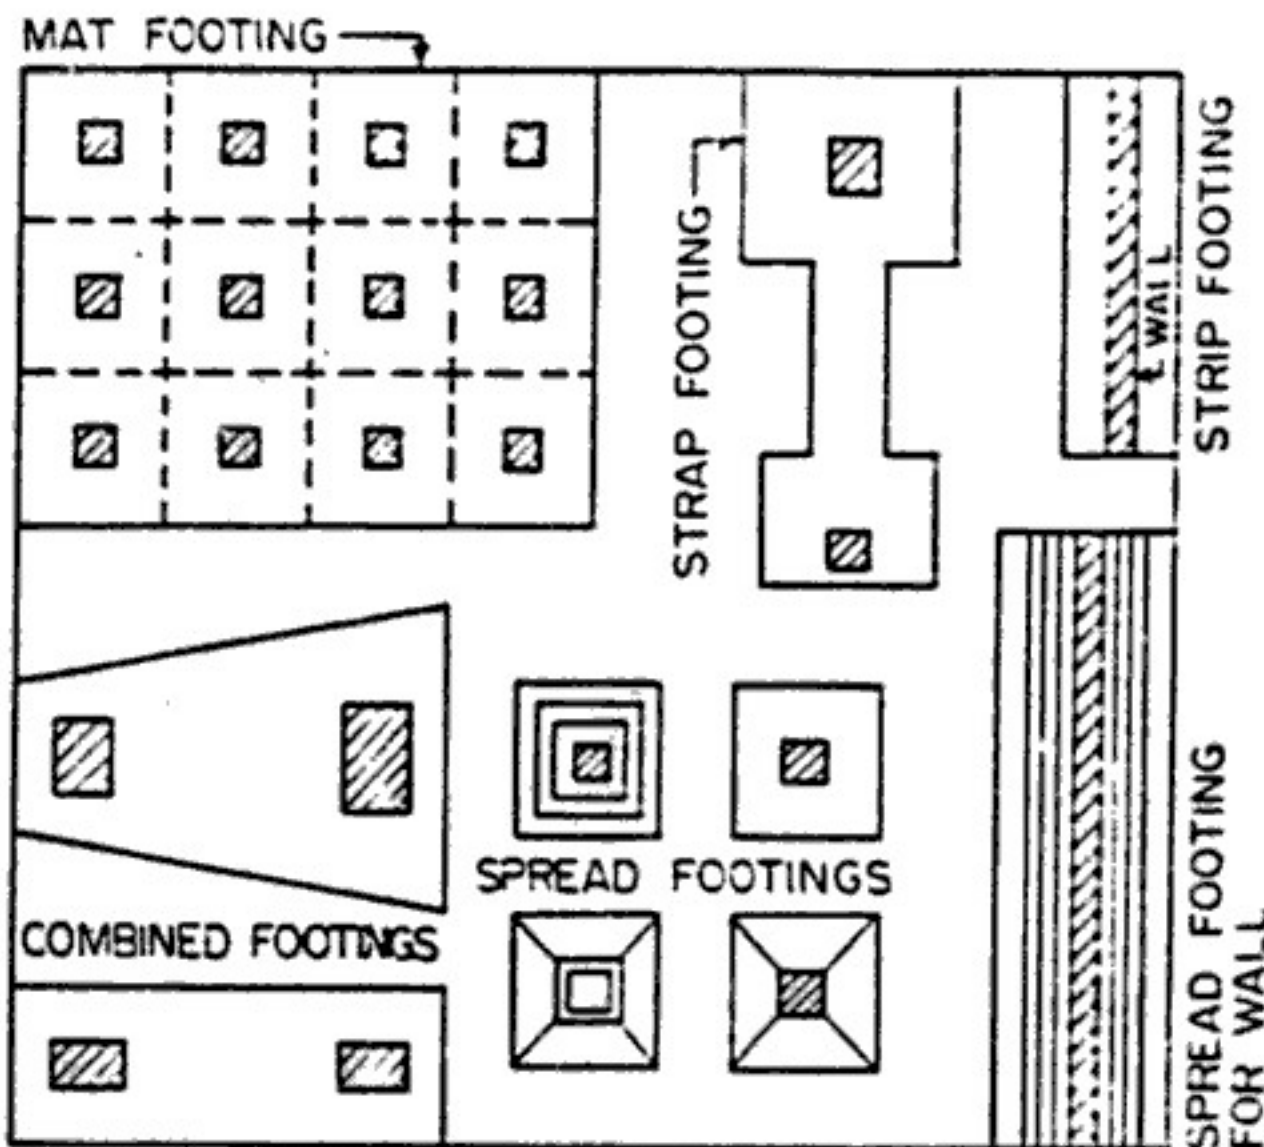 MAT FOOTING
STRAP FOOTING
WALL
STRIP FOOTING
SPREAD FOOTINGS
COMBINED FOOTINGS
SPREAD FOOTING
FOR WALL